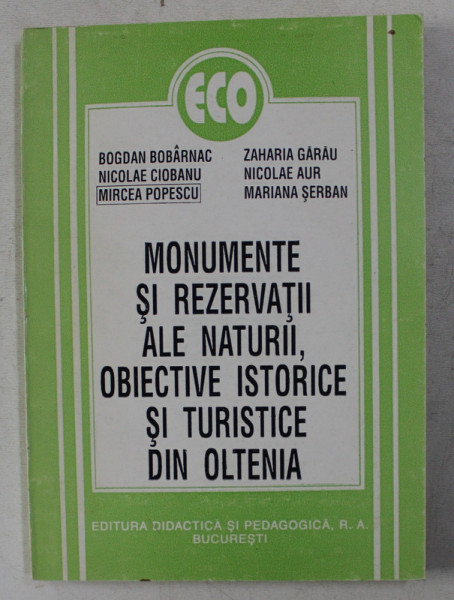 ECO
BOGDAN BOBÂRNAC
NICOLAE CIOBANU
MIRCEA POPESCU
ZAHARIA GĂRĂU
NICOLAE AUR
MARIANA ŞERBAN
MONUMENTE
ŞI REZERVAŢII
ALE NATURII,
OBIECTIVE ISTORICE
ŞI TURISTICE
DIN OLTENIA
EDITURA DIDACTICĂ ŞI PEDAGOGICĂ, R. A.
BUCUREŞTI